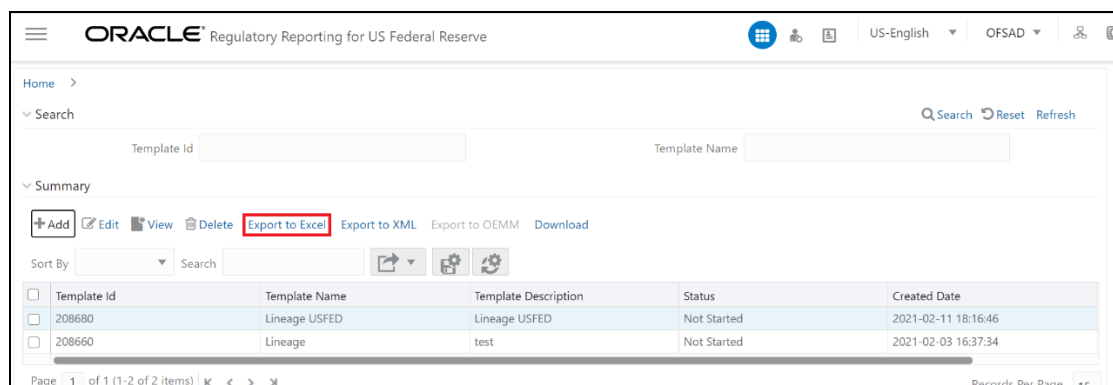 ORACLE® Regulatory Reporting for US Federal Reserve US-English OFSAD
Home >
Search Search Reset Refresh
Template Id Template Name
Summary
Add Edit View Delete Export to Excel Export to XML Export to OEMM Download
Sort By Search
Template Id Template Name Template Description Status Created Date
208680 Lineage USFED Lineage USFED Not Started 2021-02-11 18:16:46
208660 Lineage test Not Started 2021-02-03 16:37:34
Page 1 of 1 (1-2 of 2 items) Records Per Page 15